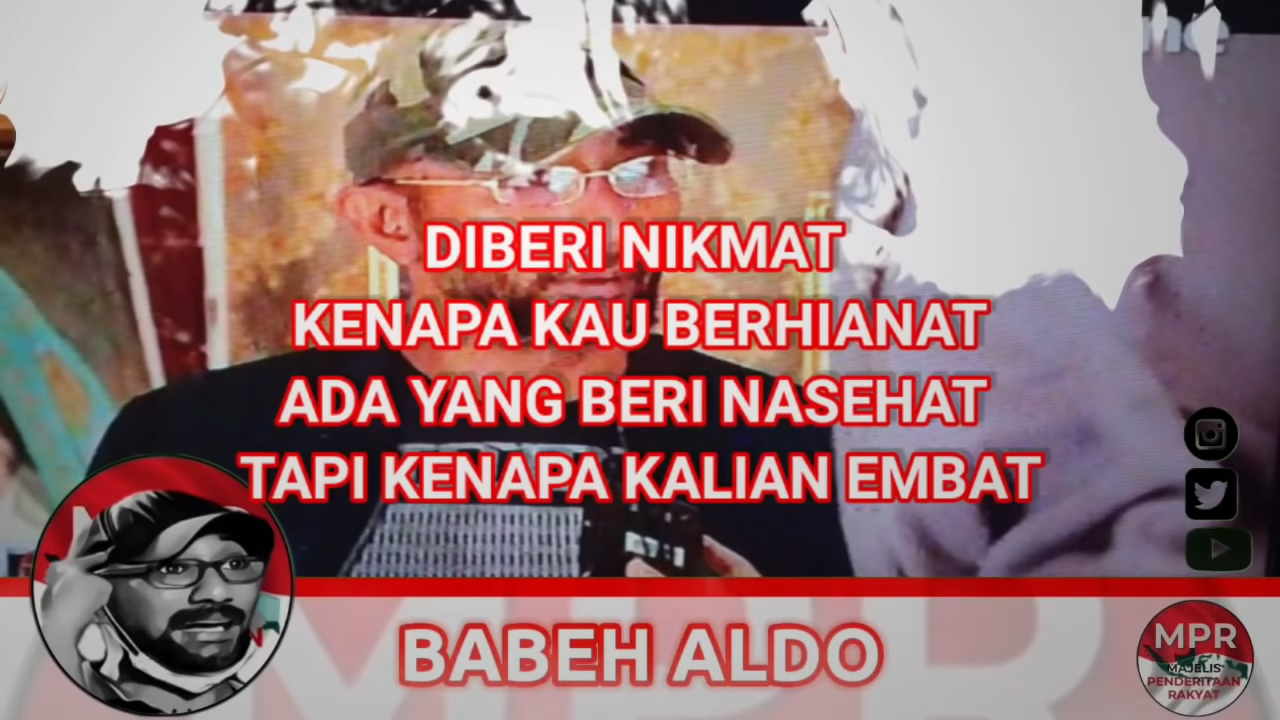 DIBERI NIKMAT
KENAPA KAU BERHIANAT
ADA YANG BERI NASEHAT
TAPI KENAPA KALIAN EMBAT
BABEH ALDO
MPR
MAJELIS
PENDERITAAN
RAKYAT